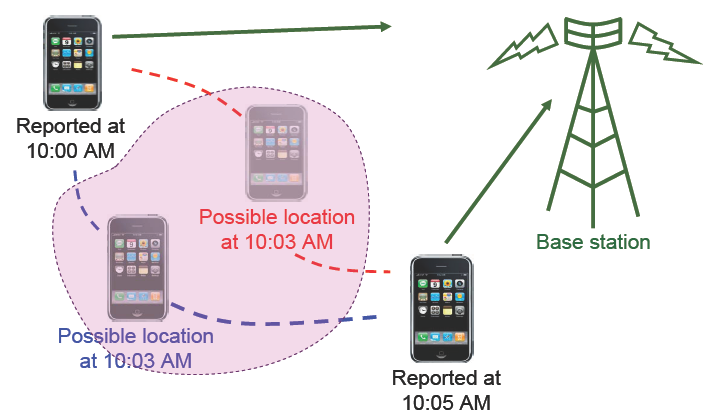 Reported at
10:00 AM
Possible location
at 10:03 AM
Base station
Possible location
at 10:03 AM
Reported at
10:05 AM